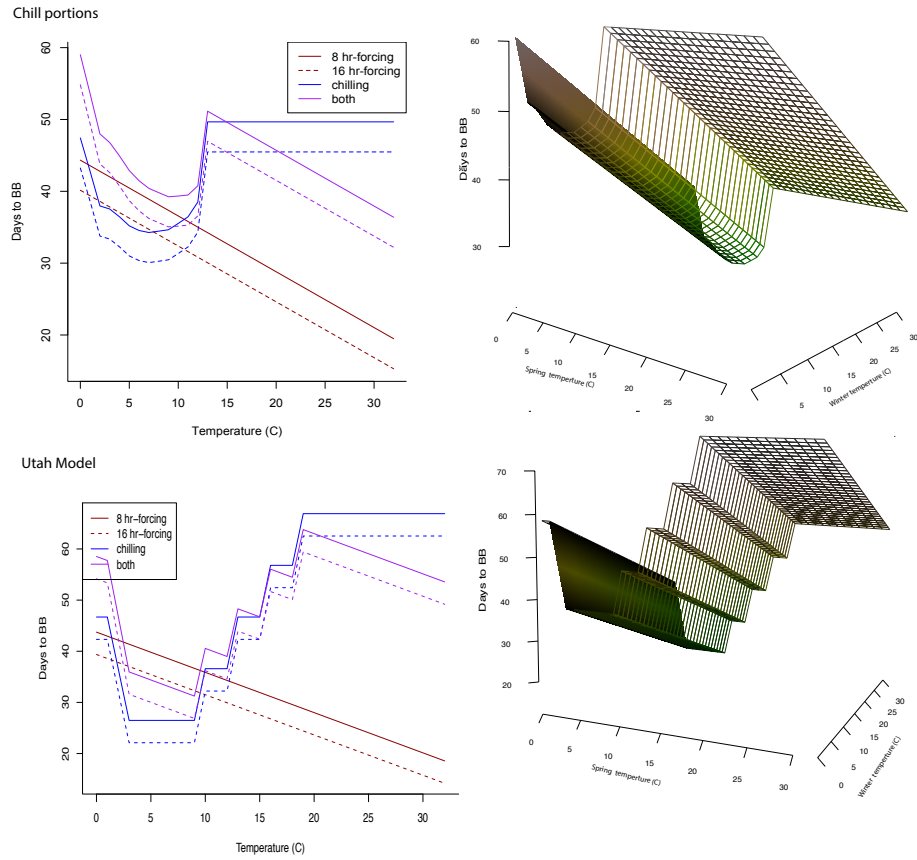 Chill portions
8 hr-forcing
16 hr-forcing
chilling
both
60
50
40
30
20
Days to BB
0 5 10 15 20 25 30
Temperature (C)
60
50
40
30
Days to BB
0
5
10
15
20
25
30
Spring temperture (C)
5
10
15
20
25
30
Winter temperture (C)
Utah Model
8 hr-forcing
16 hr-forcing
chilling
both
60
50
40
30
20
Days to BB
0 5 10 15 20 25 30
Temperature (C)
70
60
50
40
30
20
Days to BB
0
5
10
15
20
25
30
Spring temperture (C)
0
5
10
15
20
25
30
Winter temperture (C)